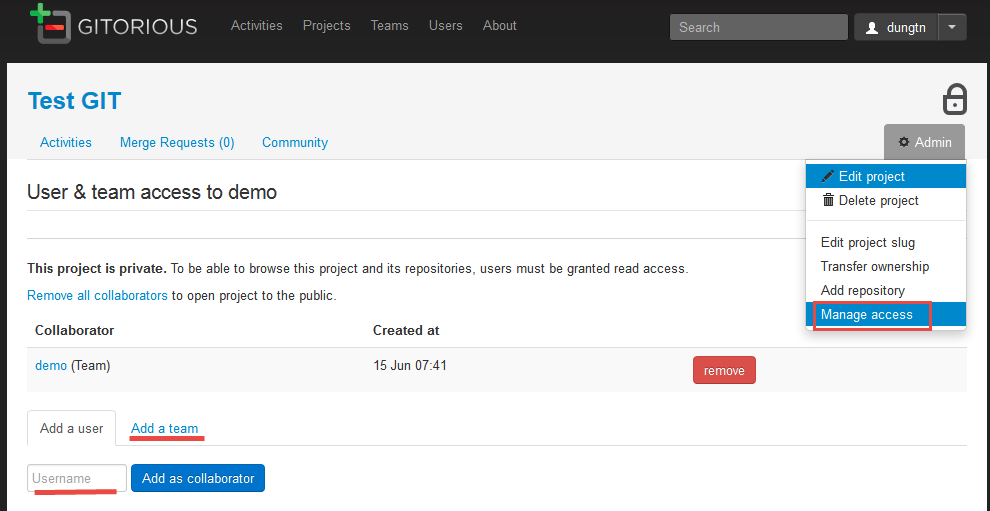 GITORIOUS Activities Projects Teams Users About Search dungtn
Test GIT
Activities Merge Requests (0) Community Admin
Edit project
Delete project
Edit project slug
Transfer ownership
Add repository
Manage access
User & team access to demo
This project is private. To be able to browse this project and its repositories, users must be granted read access.
Remove all collaborators to open project to the public.
Collaborator Created at
demo (Team) 15 Jun 07:41 remove
Add a user Add a team
Username Add as collaborator